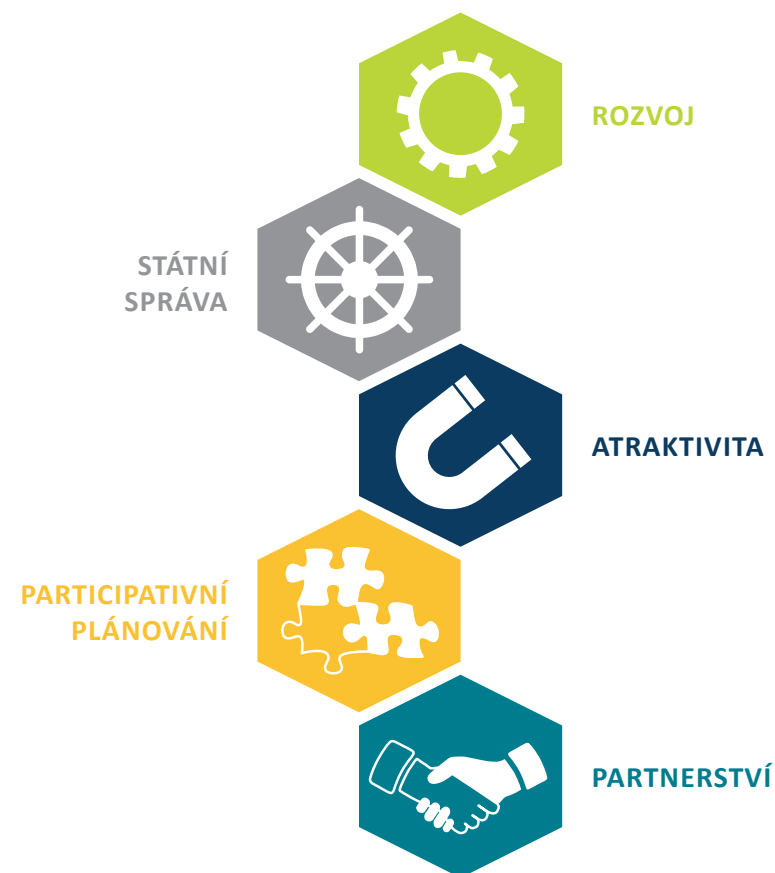 ROZVOJ
STÁTNÍ
SPRÁVA
ATRAKTIVITA
PARTICIPATIVNÍ
PLÁNOVÁNÍ
PARTNERSTVÍ